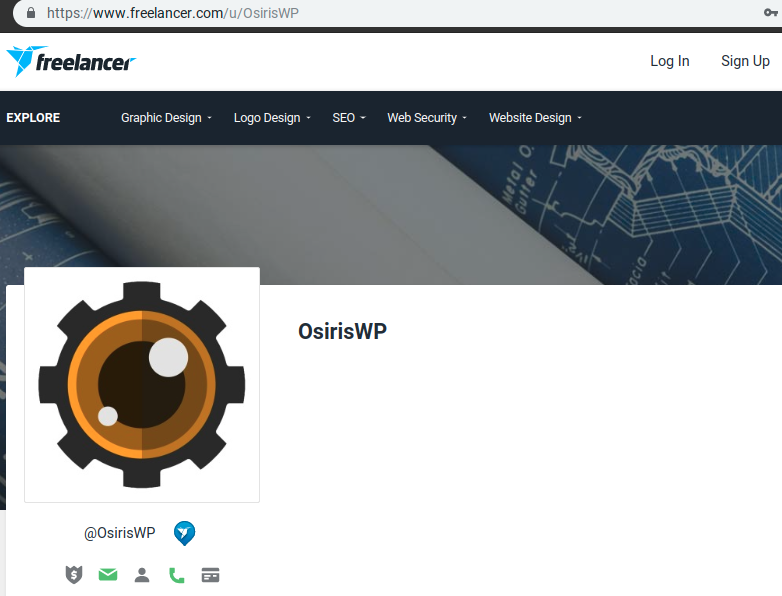 https://www.freelancer.com/u/OsirisWP
freelancer
Log In
Sign Up
EXPLORE
Graphic Design
Logo Design
SEO
Web Security
Website Design
Metal O.
Gutter
OsirisWP
@OsirisWP
$